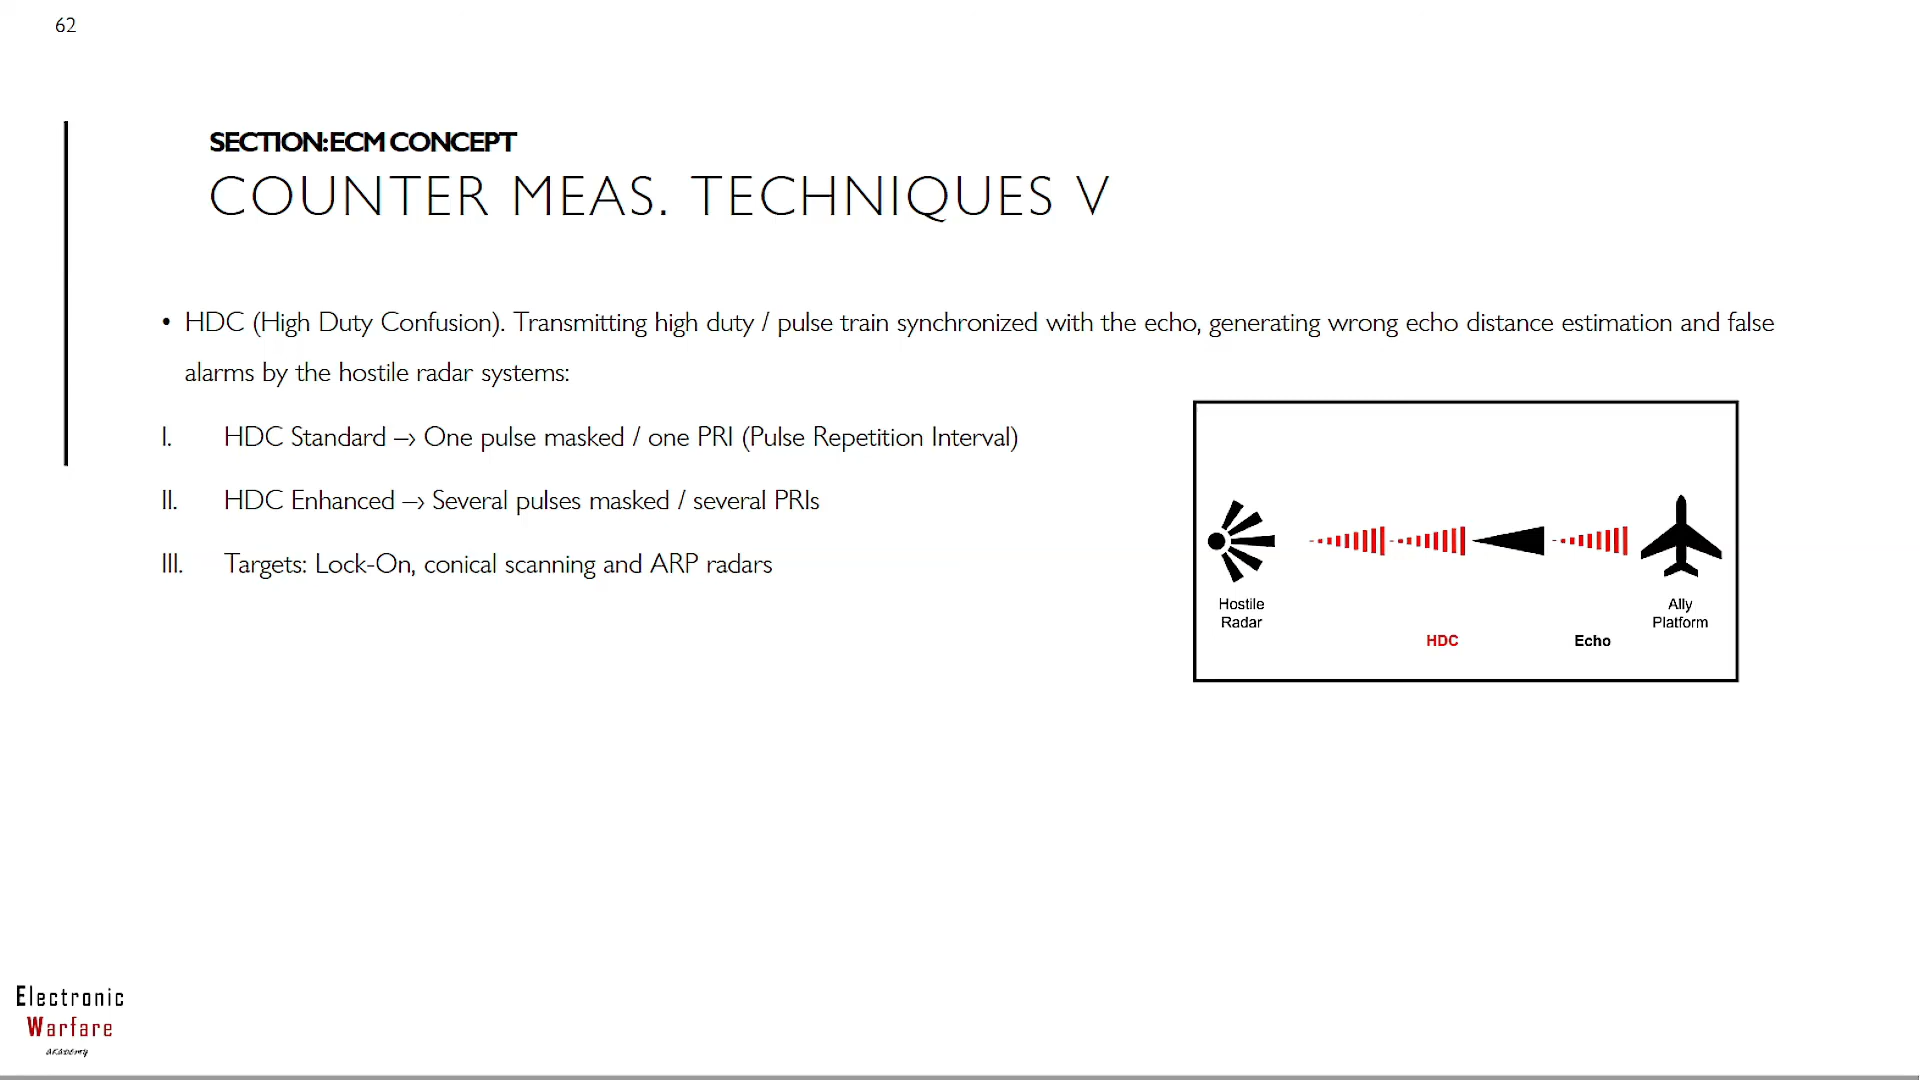 62
SECTION: ECM CONCEPT
COUNTER MEAS. TECHNIQUES V
• HDC (High Duty Confusion). Transmitting high duty / pulse train synchronized with the echo, generating wrong echo distance estimation and false
alarms by the hostile radar systems:
I. HDC Standard –> One pulse masked / one PRI (Pulse Repetition Interval)
II. HDC Enhanced –> Several pulses masked / several PRIs
III. Targets: Lock-On, conical scanning and ARP radars
Hostile
Radar
Ally
Platform
HDC
Echo
Electronic
Warfare
academy